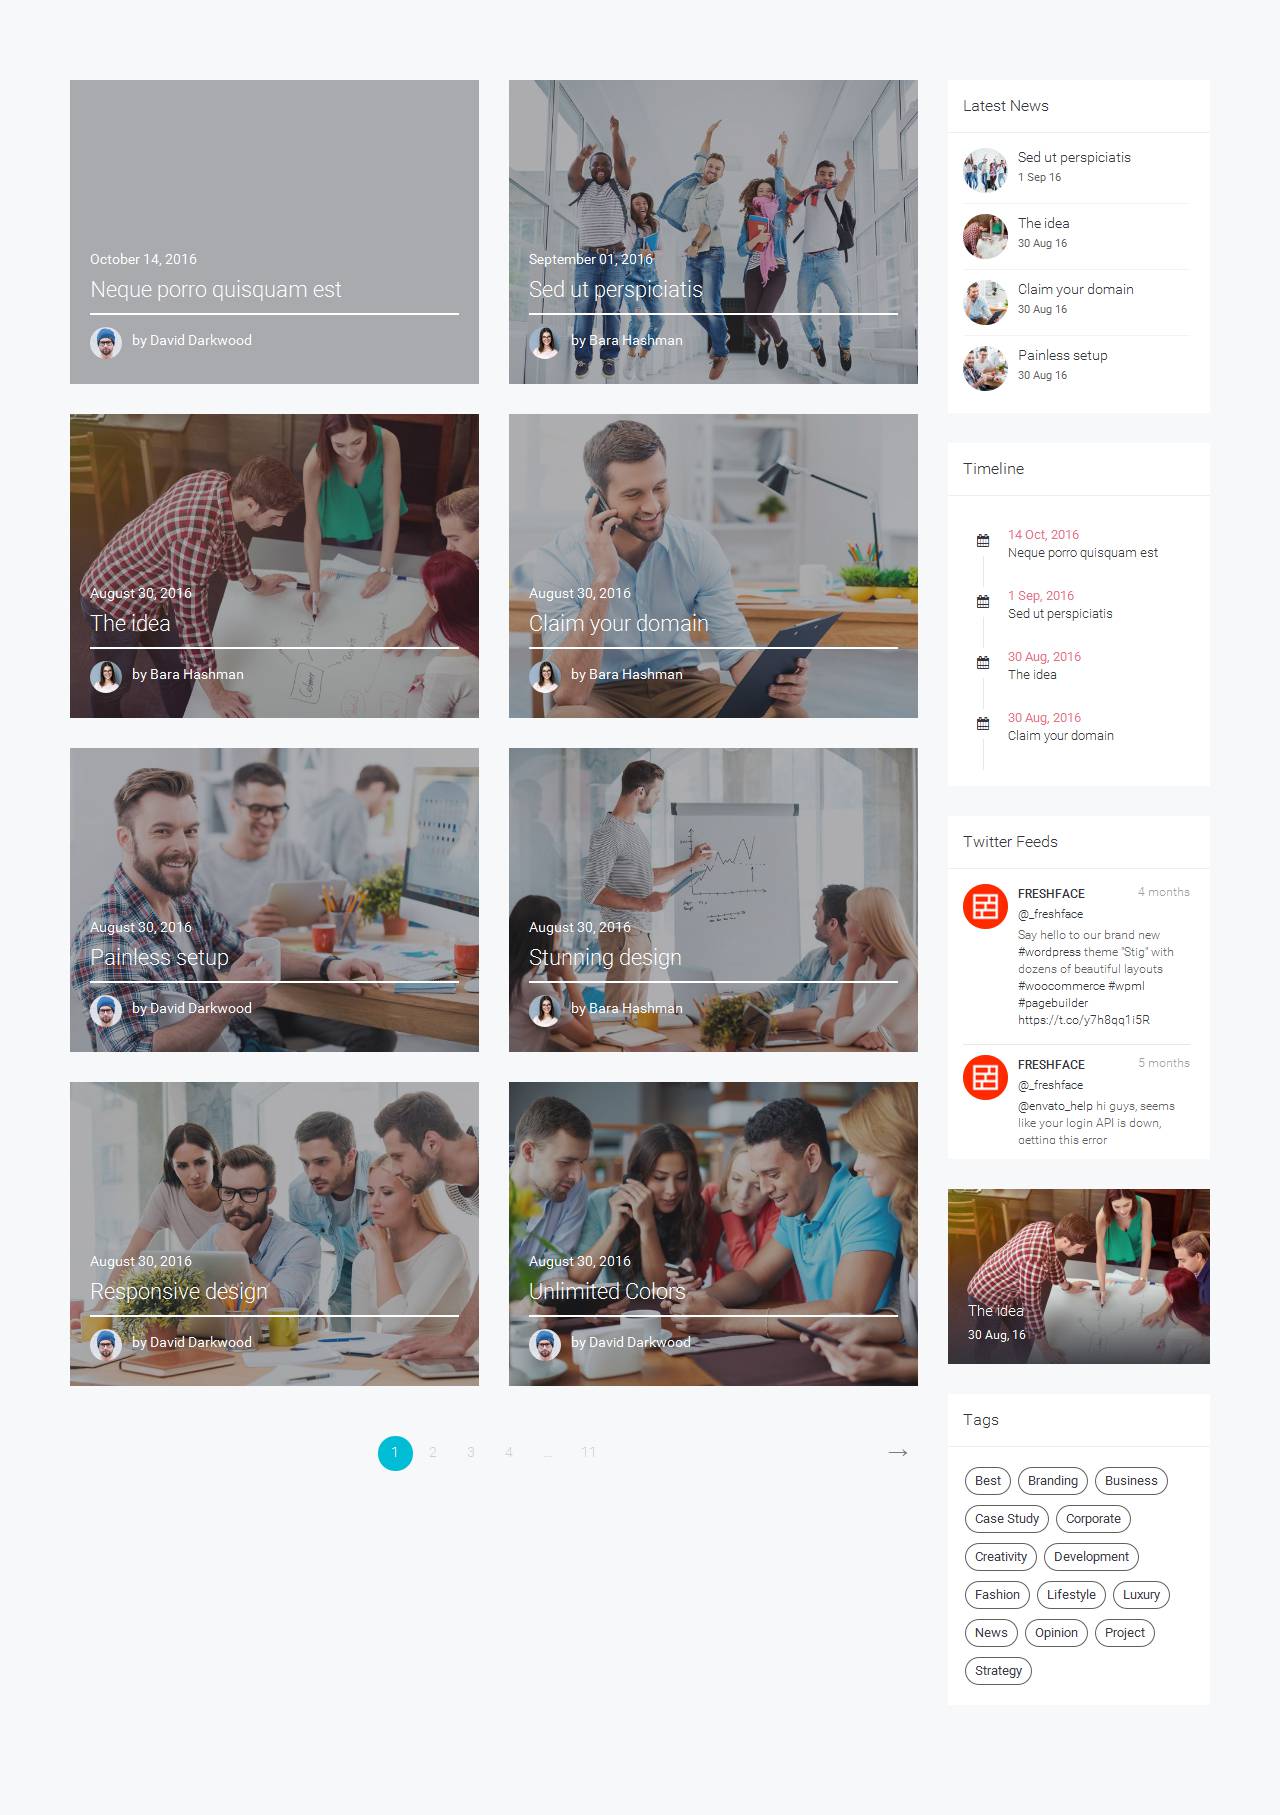 October 14, 2016
Neque porro quisquam est
by David Darkwood
September 01, 2016
Sed ut perspiciatis
by Bara Hashman
August 30, 2016
The idea
by Bara Hashman
August 30, 2016
Claim your domain
by Bara Hashman
August 30, 2016
Painless setup
by David Darkwood
August 30, 2016
Stunning design
by Bara Hashman
August 30, 2016
Responsive design
by David Darkwood
August 30, 2016
Unlimited Colors
by David Darkwood
1 2 3 4 ... 11 →
Latest News
Sed ut perspiciatis
1 Sep 16
The idea
30 Aug 16
Claim your domain
30 Aug 16
Painless setup
30 Aug 16
Timeline
14 Oct, 2016
Neque porro quisquam est
1 Sep, 2016
Sed ut perspiciatis
30 Aug, 2016
The idea
30 Aug, 2016
Claim your domain
Twitter Feeds
FRESHFACE 4 months
@_freshface
Say hello to our brand new
#wordpress theme "Stig" with
dozens of beautiful layouts
#woocommerce #wpml
#pagebuilder
https://t.co/y7h8qq1i5R
FRESHFACE 5 months
@_freshface
@envato_help hi guys, seems
like your login API is down,
getting this error
The idea
30 Aug, 16
Tags
Best Branding Business
Case Study Corporate
Creativity Development
Fashion Lifestyle Luxury
News Opinion Project
Strategy